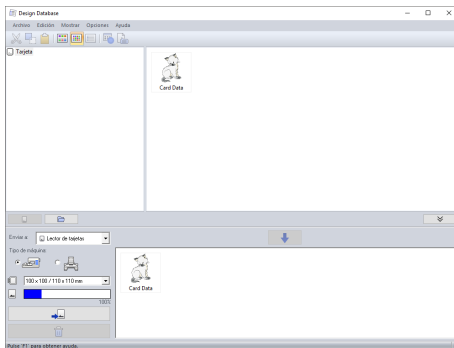 Design Database
Archivo Edición Mostrar Opciones Ayuda
Tarjeta
Card Data
Enviar a: Lector de tarjetas
Tipo de máquina:
100 x 100 / 110 x 110 mm
100%
Card Data
Pulse 'F1' para obtener ayuda.